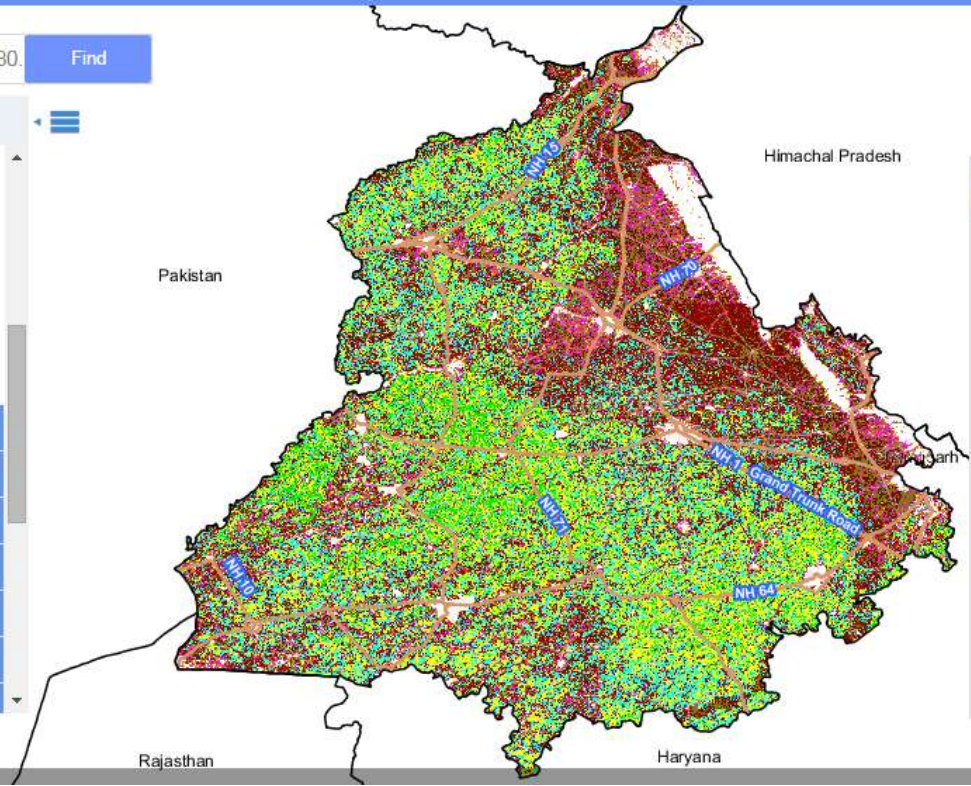 30.
Find
Himachal Pradesh
NH 15
Pakistan
NH 70
NH 1 Grand Trunk Road
NH 71
NH 10
NH 64
Rajasthan
Haryana